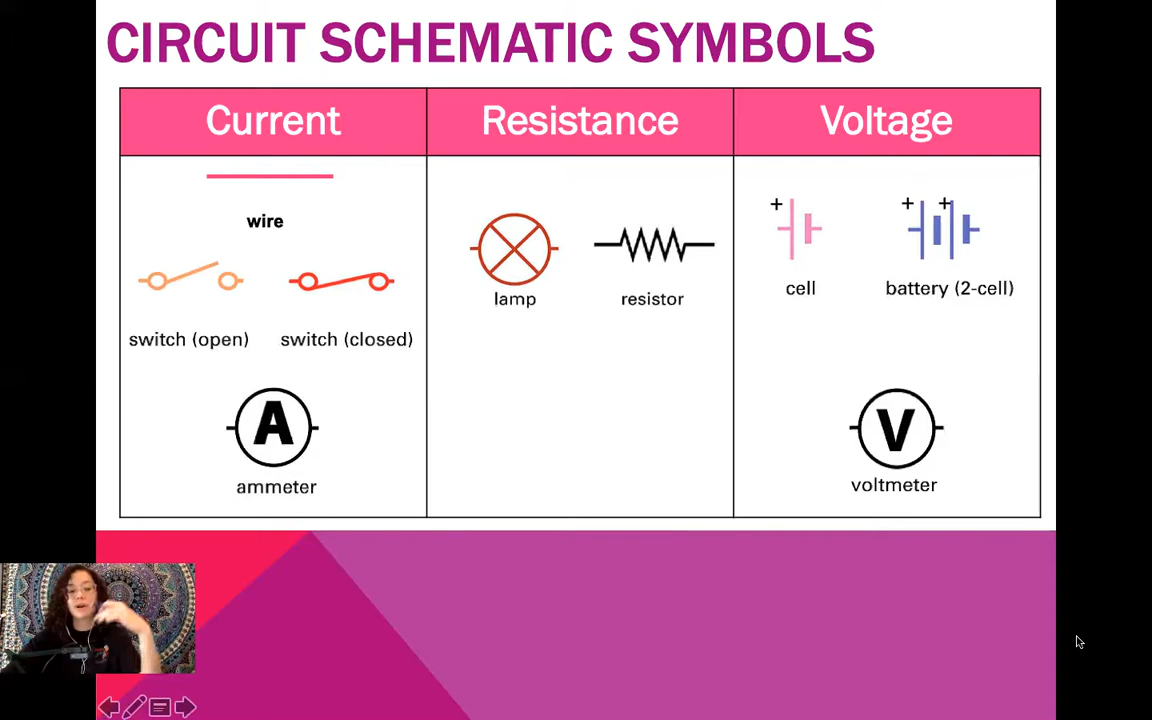 CIRCUIT SCHEMATIC SYMBOLS
Current Resistance Voltage
wire
switch (open) switch (closed)
A
ammeter
lamp resistor
+ + +
cell battery (2-cell)
V
voltmeter